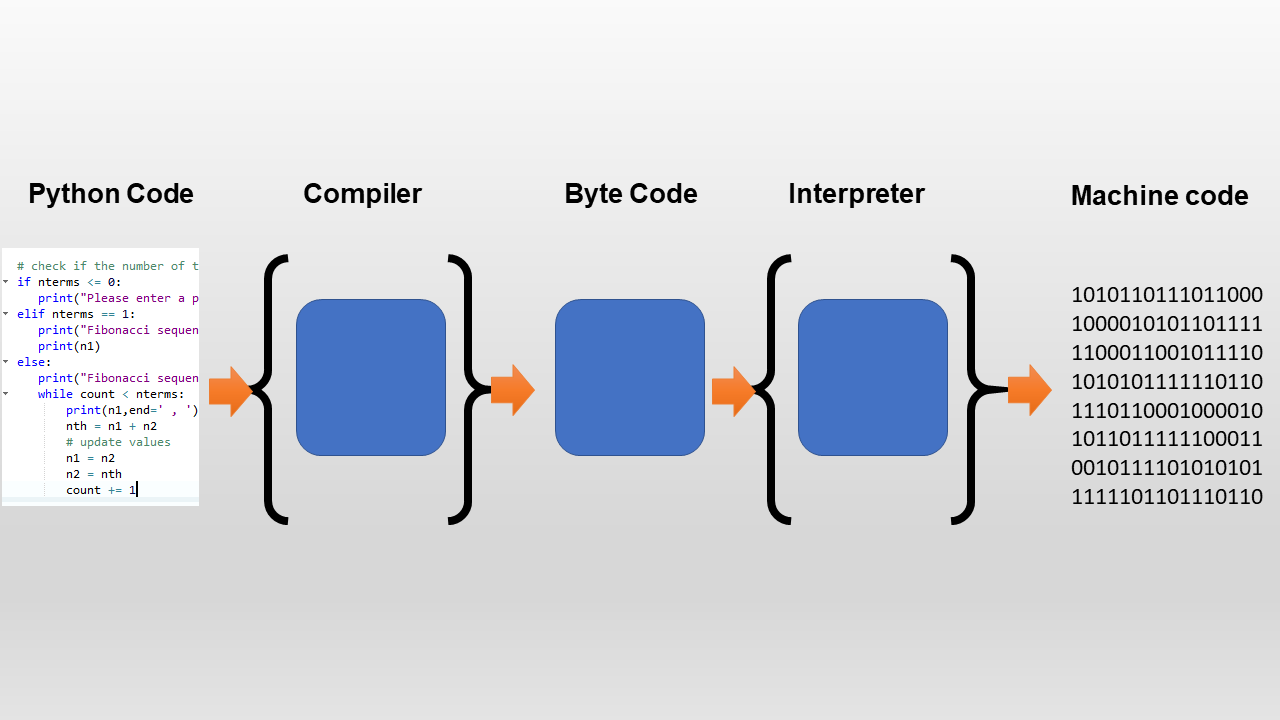 Python Code
Compiler
Byte Code
Interpreter
Machine code
# check if the number of t
if nterms <= 0:
print("Please enter a p
elif nterms == 1:
print("Fibonacci sequen
print(n1)
else:
print("Fibonacci sequen
while count < nterms:
print(n1,end=' , ')
nth = n1 + n2
# update values
n1 = n2
n2 = nth
count += 1
1010110111011000
1000010101101111
1100011001011110
1010101111110110
1110110001000010
1011011111100011
0010111101010101
1111101101110110